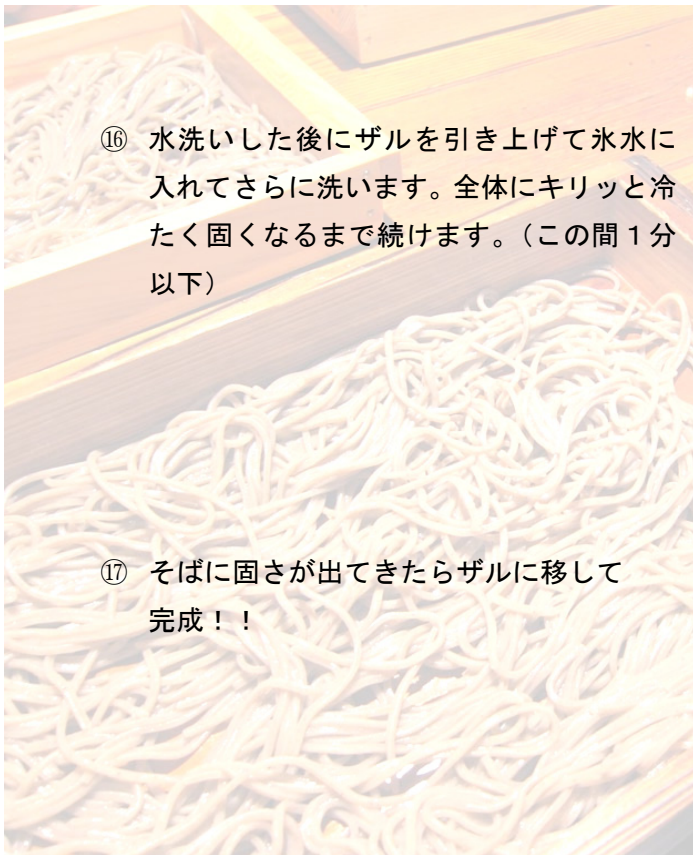 ⑯ 水洗いした後にザルを引き上げて氷水に
入れてさらに洗います。全体にキリッと冷
たく固くなるまで続けます。(この間1分
以下)
⑰ そばに固さが出てきたらザルに移して
完成!!